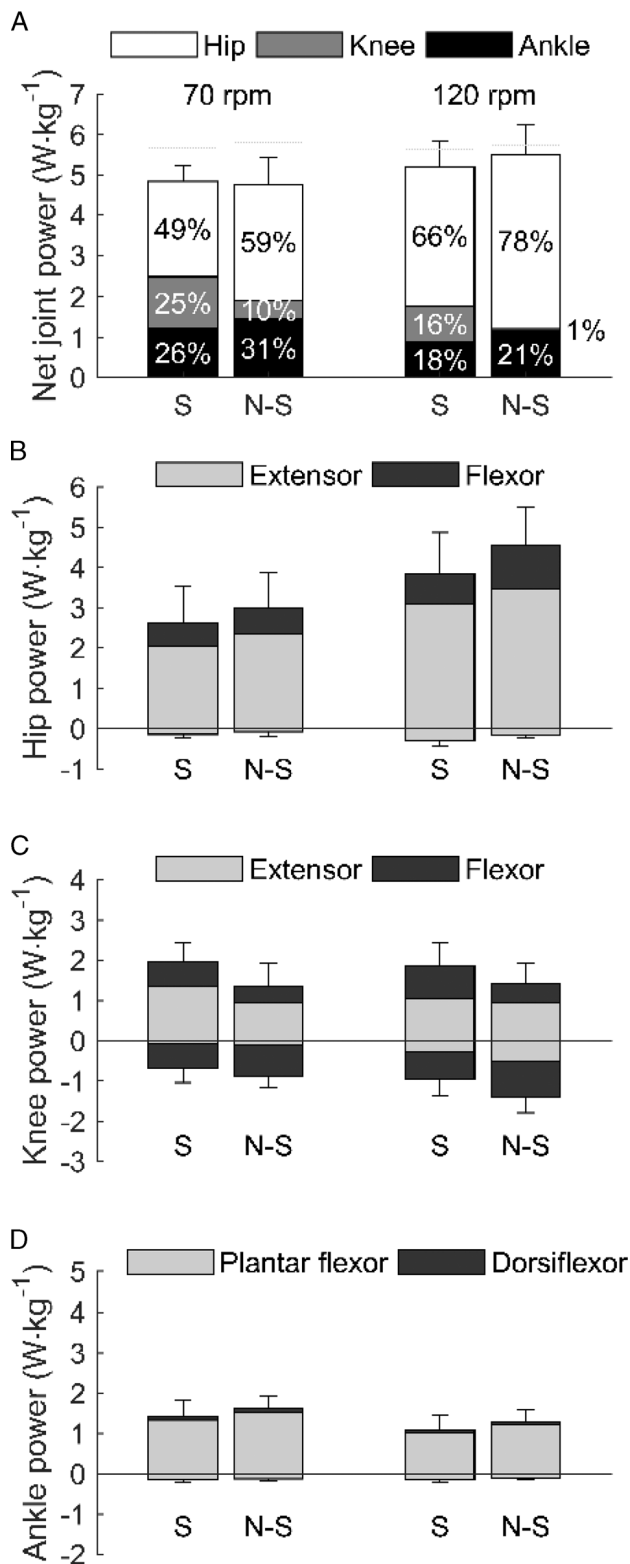 A
Hip Knee Ankle
70 rpm 120 rpm
Net joint power (W·kg⁻¹)
7
6
5
4
3
2
1
0
49% 59% 66% 78%
25% 10% 16% 1%
26% 31% 18% 21%
S N-S S N-S
B
Extensor Flexor
Hip power (W·kg⁻¹)
6
5
4
3
2
1
0
-1
S N-S S N-S
C
Extensor Flexor
Knee power (W·kg⁻¹)
4
3
2
1
0
-1
-2
-3
S N-S S N-S
D
Plantar flexor Dorsiflexor
Ankle power (W·kg⁻¹)
5
4
3
2
1
0
-1
-2
S N-S S N-S